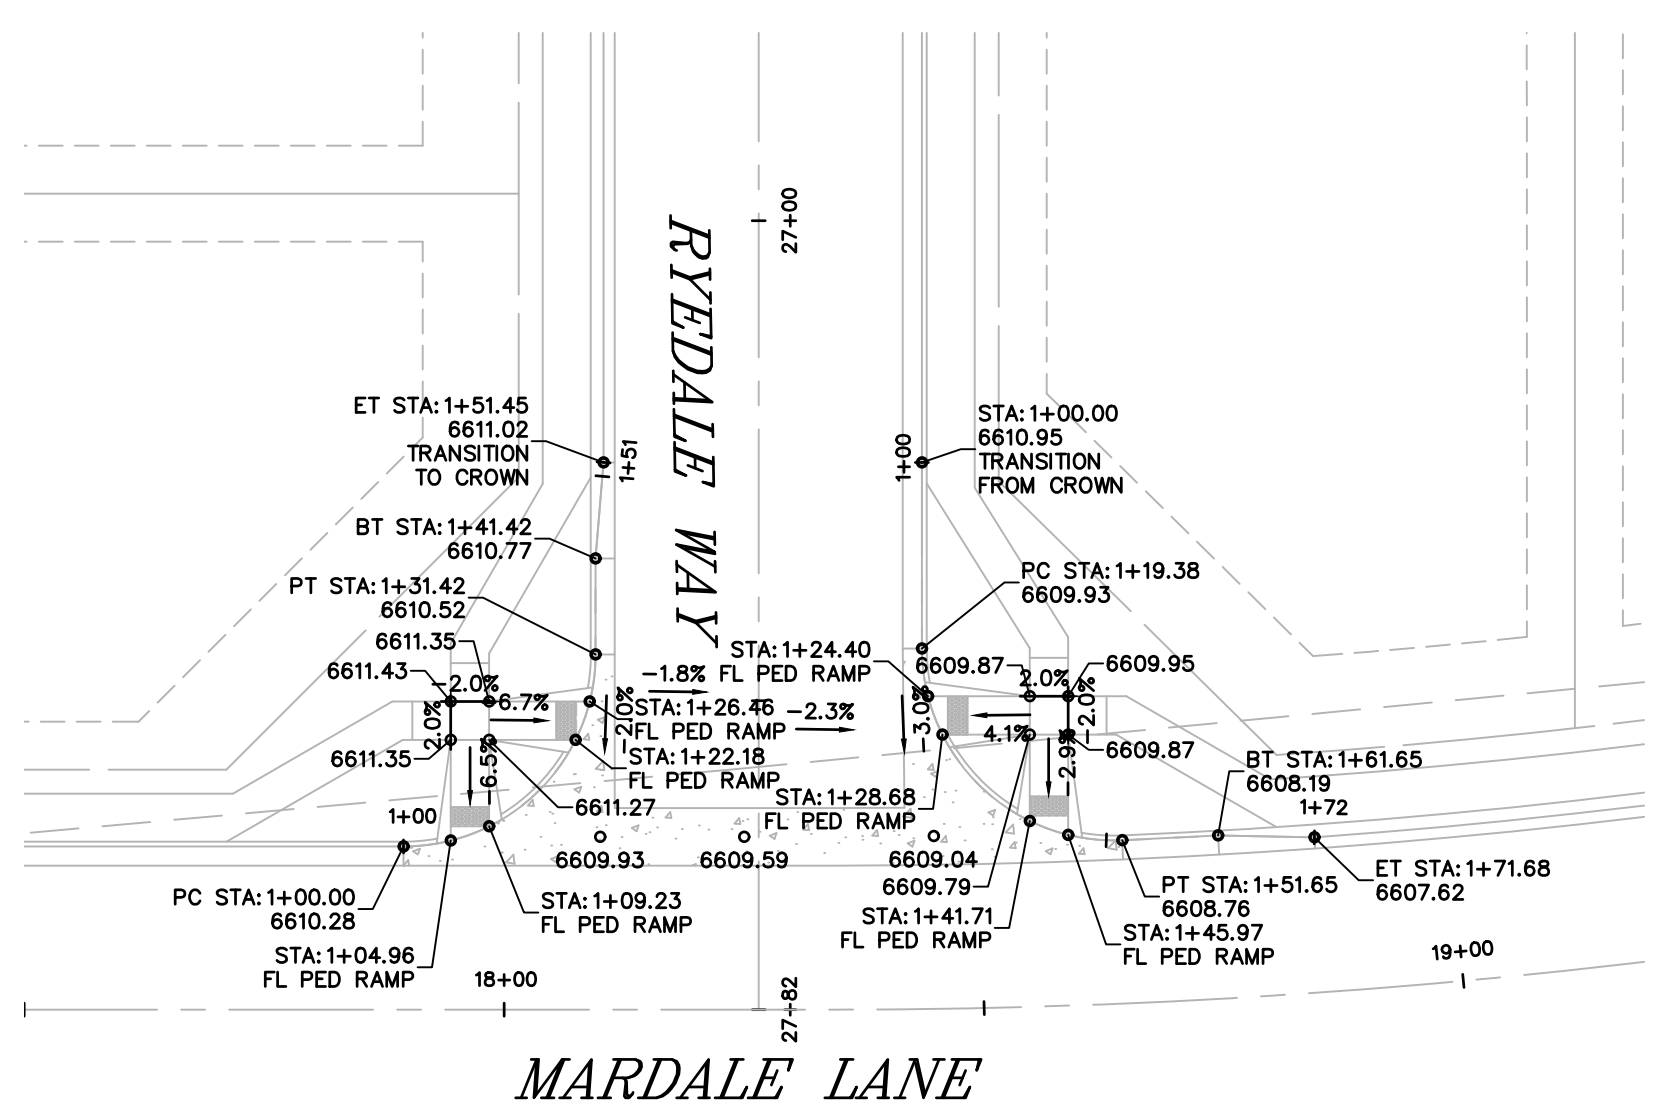 27+00
RYEDALE WAY
ET STA:1+51.45
6611.02
TRANSITION
TO CROWN
1+51
1+00
STA:1+00.00
6610.95
TRANSITION
FROM CROWN
BT STA:1+41.42
6610.77
PT STA:1+31.42
6610.52
PC STA:1+19.38
6609.93
6611.35
6611.43
-2.0%
6.7%
2.0%
6611.35
-6.5%
-1.8%
-2.0%
STA:1+26.46
FL PED RAMP
-2.3%
STA:1+22.18
FL PED RAMP
6611.27
STA:1+24.40
FL PED RAMP
6609.87
2.0%
6609.95
-2.0%
-3.0%
4.1%
-2.9%
6609.87
STA:1+28.68
FL PED RAMP
BT STA:1+61.65
6608.19
1+72
1+00
6609.93
6609.59
6609.04
6609.79
PC STA:1+00.00
6610.28
STA:1+09.23
FL PED RAMP
STA:1+04.96
FL PED RAMP
STA:1+41.71
FL PED RAMP
ET STA:1+71.68
6607.62
PT STA:1+51.65
6608.76
STA:1+45.97
FL PED RAMP
18+00
27+82
19+00
MARDALE LANE